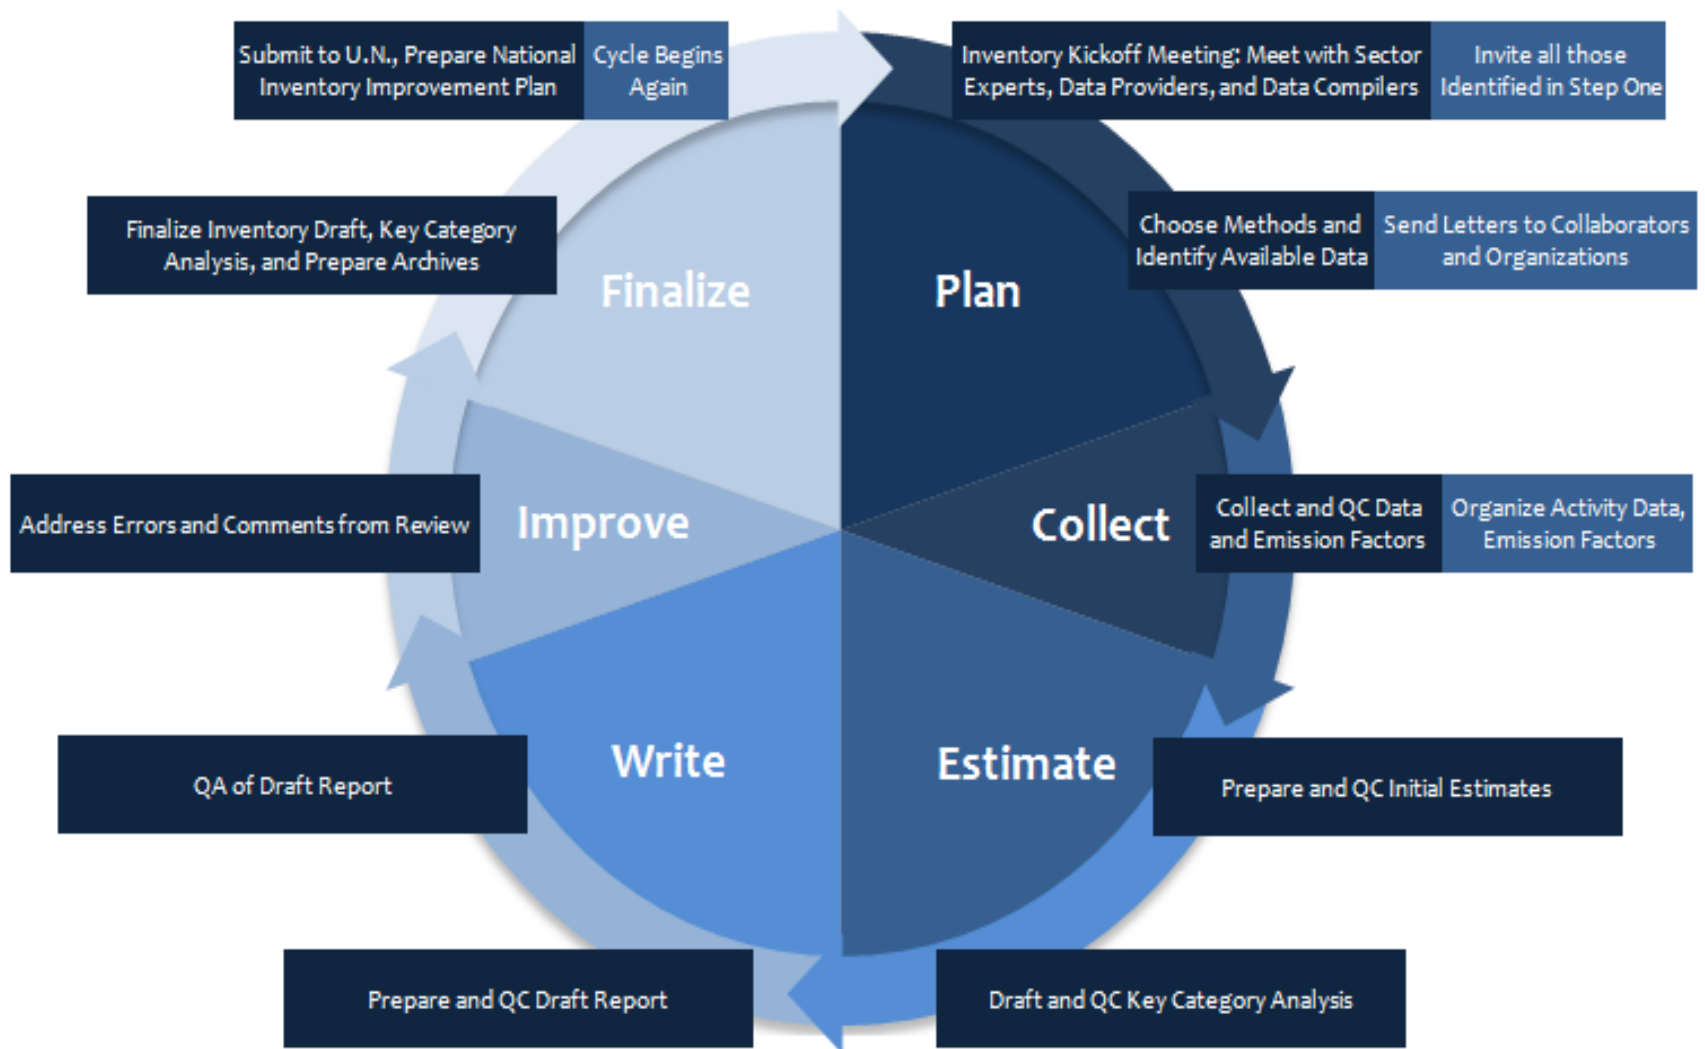 Submit to U.N., Prepare National
Inventory Improvement Plan
Cycle Begins
Again
Inventory Kickoff Meeting: Meet with Sector
Experts, Data Providers, and Data Compilers
Invite all those
Identified in Step One
Finalize Inventory Draft, Key Category
Analysis, and Prepare Archives
Choose Methods and
Identify Available Data
Send Letters to Collaborators
and Organizations
Finalize
Plan
Address Errors and Comments from Review
Improve
Collect
Collect and QC Data
and Emission Factors
Organize Activity Data,
Emission Factors
Write
Estimate
QA of Draft Report
Prepare and QC Initial Estimates
Prepare and QC Draft Report
Draft and QC Key Category Analysis